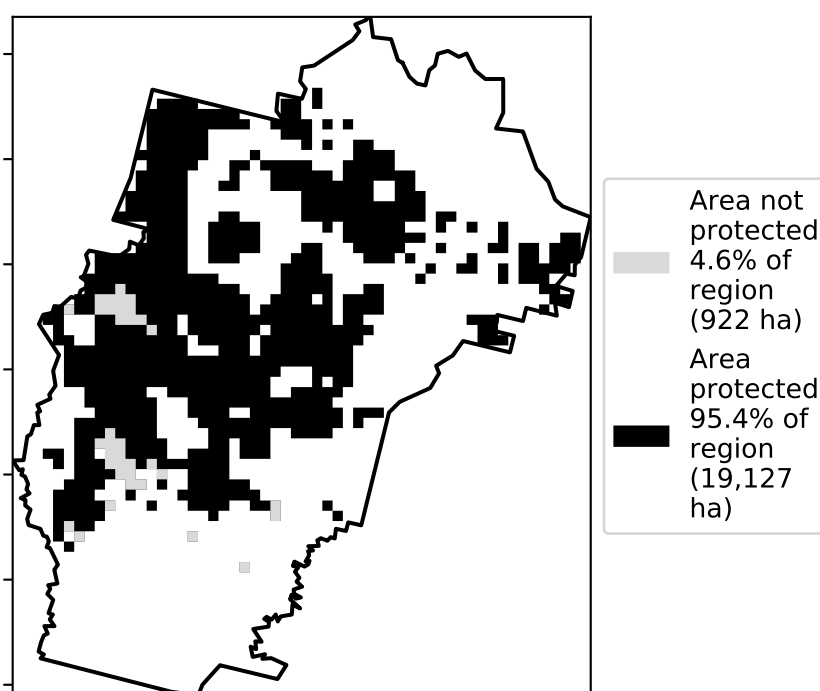 Area not
protected
4.6% of
region
(922 ha)
Area
protected
95.4% of
region
(19,127
ha)